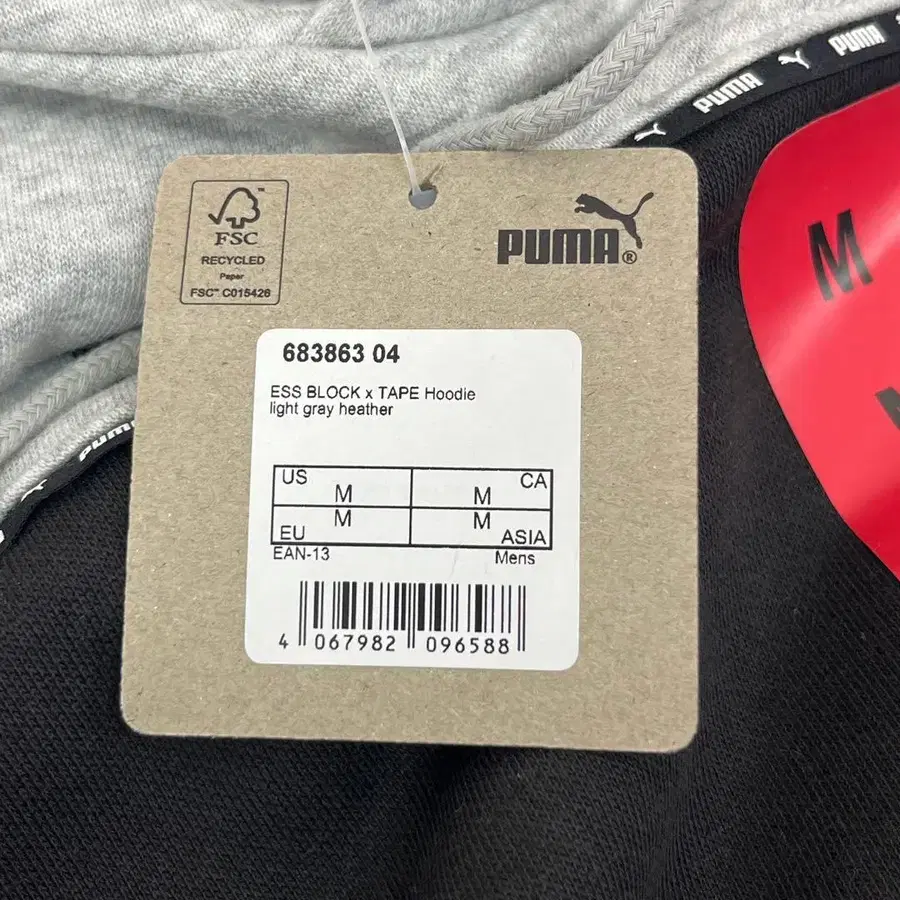 PUMA
PUMA
PUMA
FSC™
RECYCLED
Paper
FSC™ C015426
PUMA®
M
683863 04
ESS BLOCK x TAPE Hoodie
light gray heather
US M M CA
EU M M ASIA
EAN-13 Mens
4 067982 096588